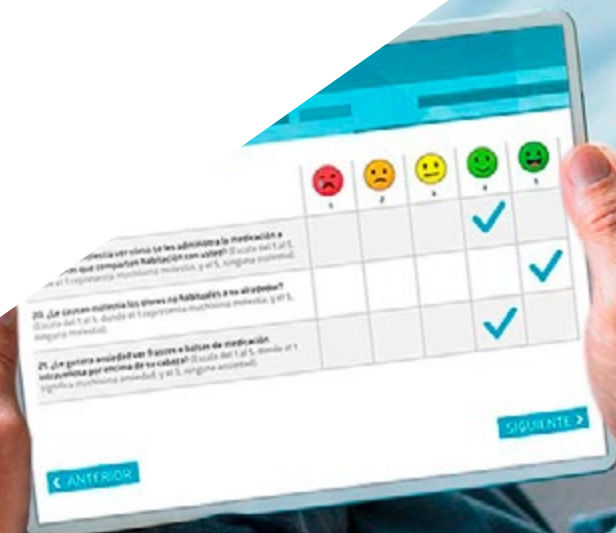 1 2 3 4 5
molestia ver cómo se les administra la medicación a
que comparten habitación con usted? (Escala del 1 al 5,
el 1 representa muchísima molestia, y el 5, ninguna molestia).
20. ¿Le causan molestia los olores no habituales a su alrededor?
(Escala del 1 al 5, donde el 1 representa muchísima molestia, y el 5,
ninguna molestia).
21. ¿Le genera ansiedad ver frascos o bolsas de medicación
intravenosa por encima de su cabeza? (Escala del 1 al 5, donde el 1
significa muchísima ansiedad, y el 5, ninguna ansiedad).
ANTERIOR
SIGUIENTE